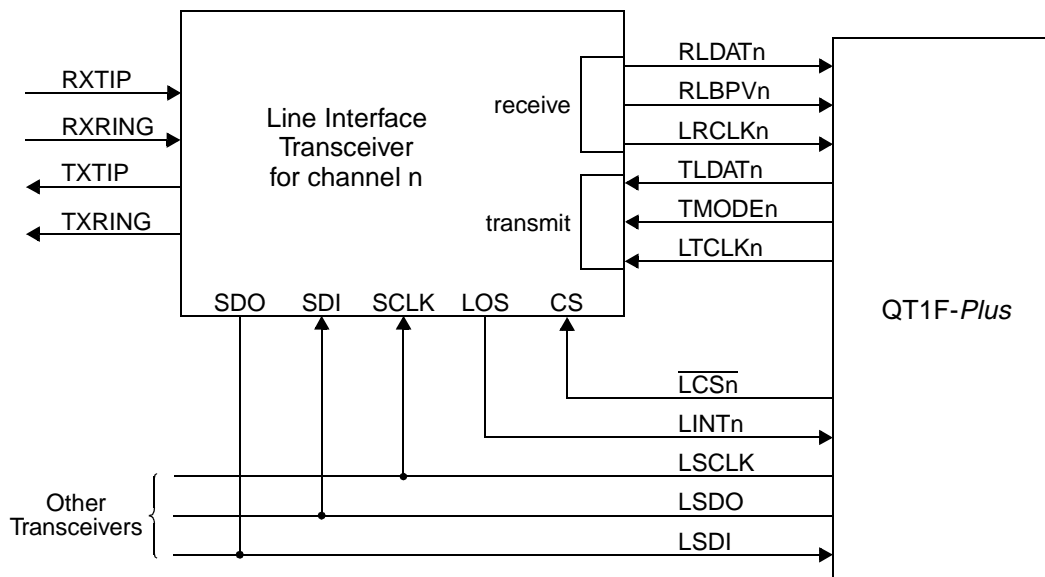 RXTIP
RXRING
TXTIP
TXRING
Line Interface
Transceiver
for channel n
receive
transmit
SDO
SDI
SCLK
LOS
CS
RLDATn
RLBPVn
LRCLKn
TLDATn
TMODEn
LTCLKn
QT1F-Plus
LCSn
LINTn
LSCLK
LSDO
LSDI
Other
Transceivers